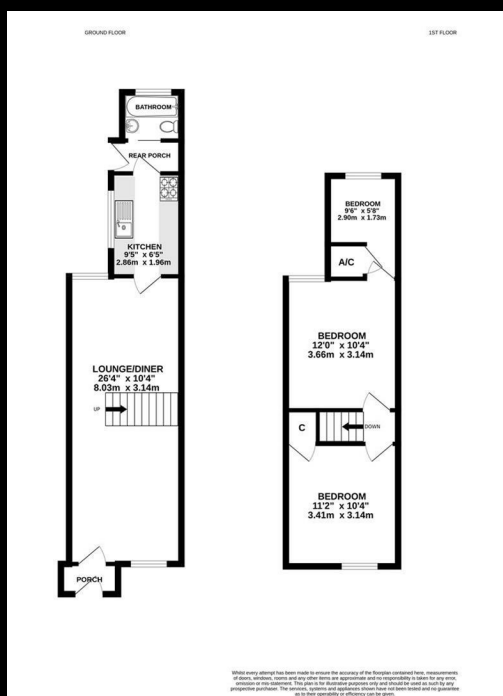 GROUND FLOOR
1ST FLOOR
BATHROOM
REAR PORCH
KITCHEN
9'5" x 6'5"
2.86m x 1.96m
LOUNGE/DINER
26'4" x 10'4"
8.03m x 3.14m
UP
PORCH
BEDROOM
9'6" x 5'8"
2.90m x 1.73m
A/C
BEDROOM
12'0" x 10'4"
3.66m x 3.14m
C
DOWN
BEDROOM
11'2" x 10'4"
3.41m x 3.14m
Whilst every attempt has been made to ensure the accuracy of the floorplan contained here, measurements
of doors, windows, rooms and any other items are approximate and no responsibility is taken for any error,
omission or mis-statement. This plan is for illustrative purposes only and should be used as such by any
prospective purchaser. The services, systems and appliances shown have not been tested and no guarantee
as to their operability or efficiency can be given.